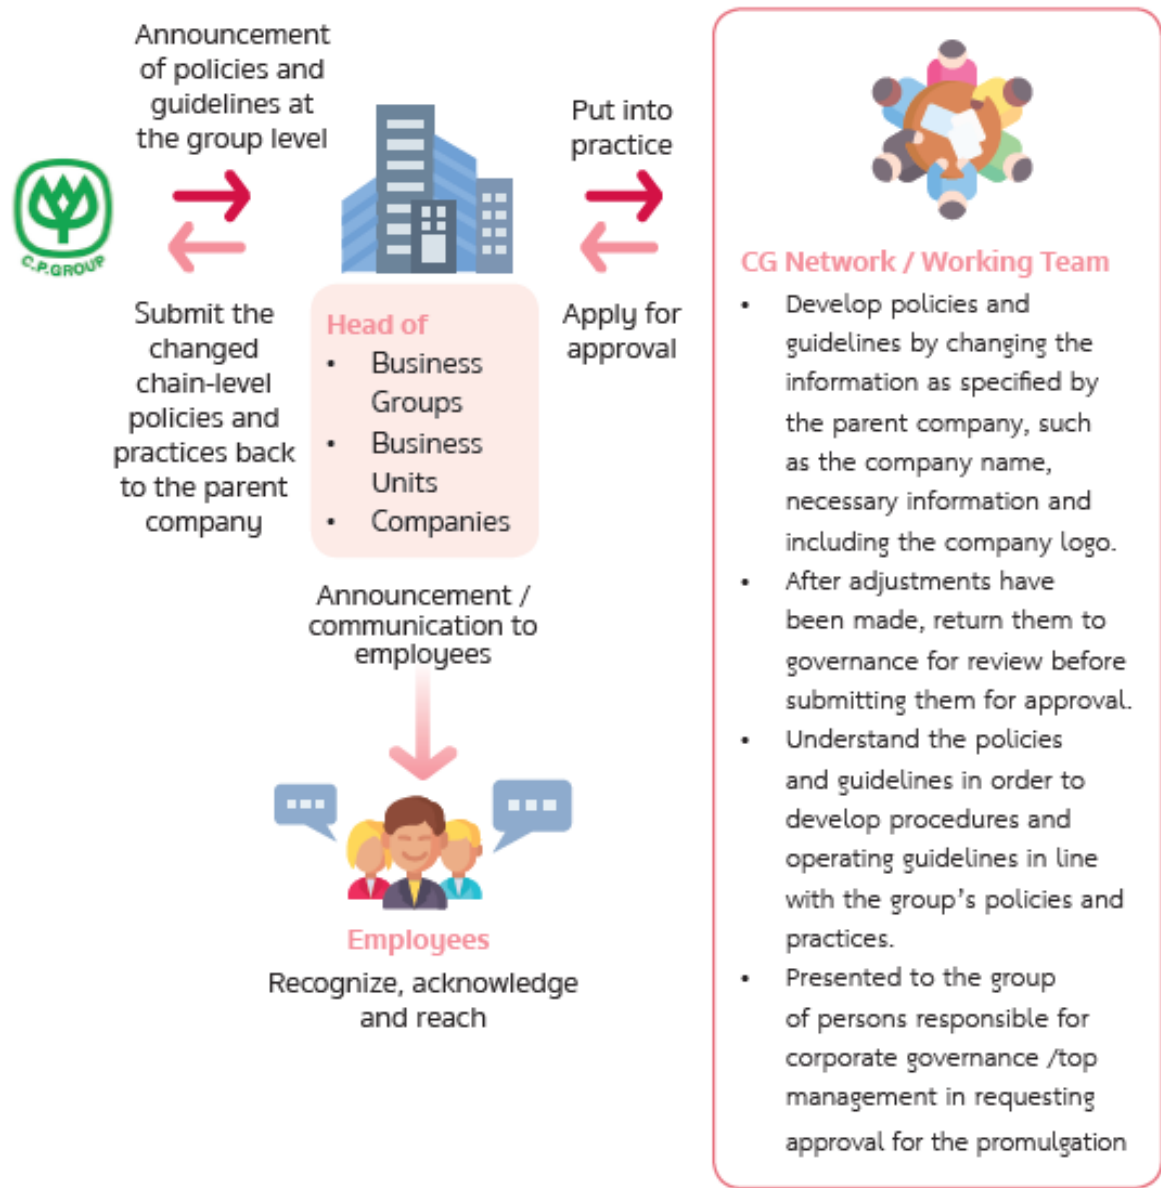 Announcement
of policies and
guidelines at
the group level
C.P.GROUP
Submit the
changed
chain-level
policies and
practices back
to the parent
company
Head of
• Business
Groups
• Business
Units
• Companies
Put into
practice
Apply for
approval
Announcement /
communication to
employees
Employees
Recognize, acknowledge
and reach
CG Network / Working Team
• Develop policies and
guidelines by changing the
information as specified by
the parent company, such
as the company name,
necessary information and
including the company logo.
• After adjustments have
been made, return them to
governance for review before
submitting them for approval.
• Understand the policies
and guidelines in order to
develop procedures and
operating guidelines in line
with the group's policies and
practices.
• Presented to the group
of persons responsible for
corporate governance /top
management in requesting
approval for the promulgation